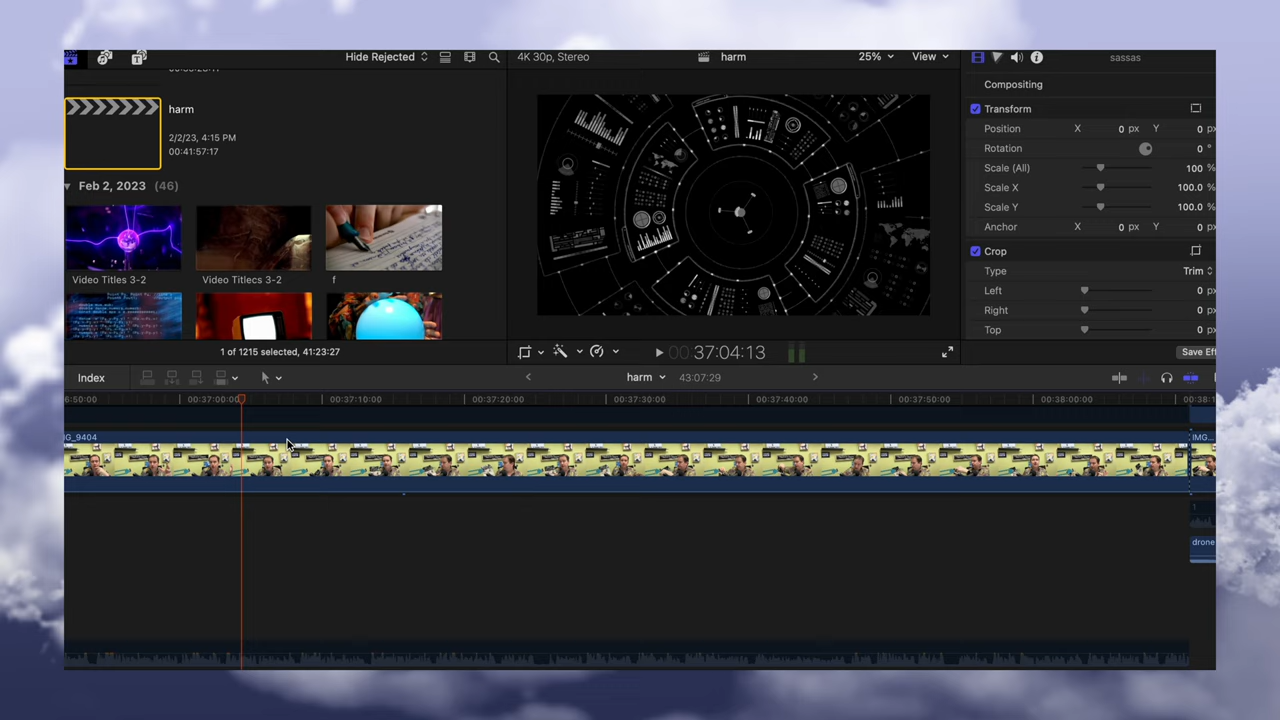 Hide Rejected
4K 30p, Stereo
harm
25%
View
sassas
harm
2/2/23, 4:15 PM
00:41:57:17
Feb 2, 2023 (46)
Video Titles 3-2
Video Titlecs 3-2
f
1 of 1215 selected, 41:23:27
00:37:04:13
Compositing
Transform
Position X 0 px Y 0 px
Rotation 0 °
Scale (All) 100 %
Scale X 100.0 %
Scale Y 100.0 %
Anchor X 0 px Y 0 px
Crop
Type Trim
Left 0 px
Right 0 px
Top 0 px
Save Eff
Index
harm
43:07:29
6:50:00 00:37:00:00 00:37:10:00 00:37:20:00 00:37:30:00 00:37:40:00 00:37:50:00 00:38:00:00 00:38:1
G_9404
IMG...
1
drone